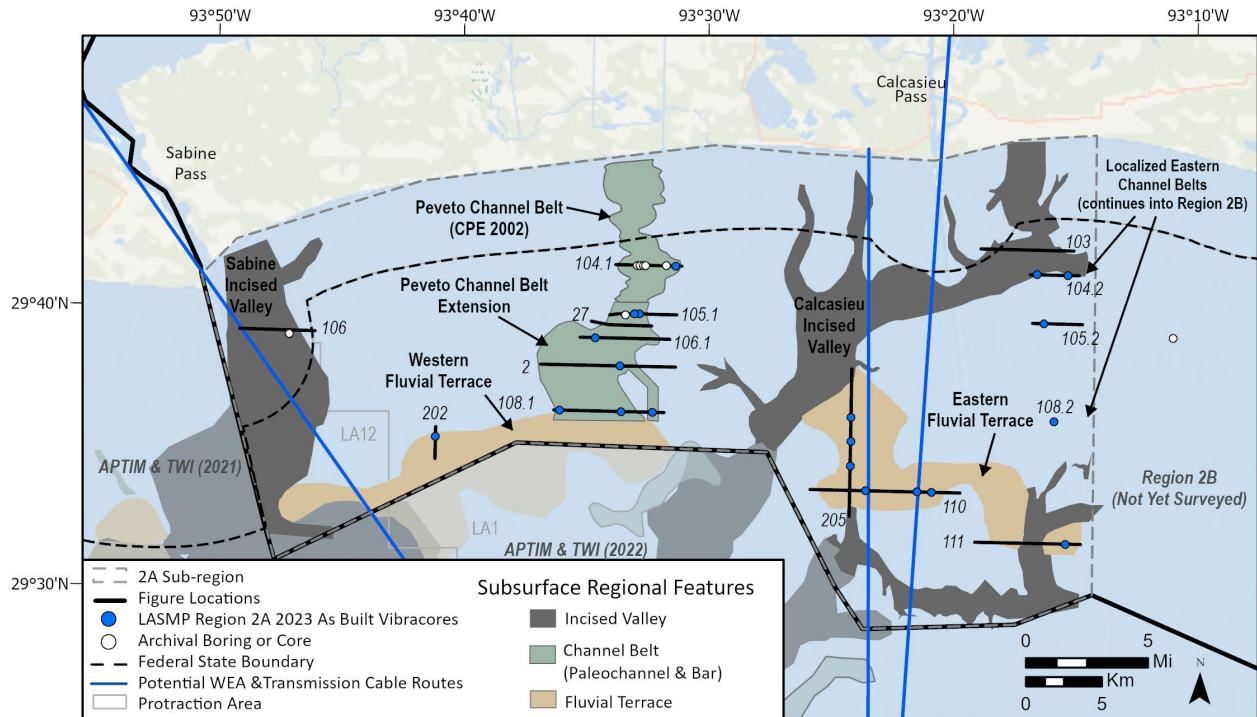 93°50'W
93°40'W
93°30'W
93°20'W
93°10'W
29°40'N
29°30'N
Sabine
Pass
Calcasieu
Pass
Peveto Channel Belt
(CPE 2002)
Localized Eastern
Channel Belts
(continues into Region 2B)
Sabine
Incised
Valley
Peveto Channel Belt
Extension
Calcasieu
Incised
Valley
Western
Fluvial Terrace
Eastern
Fluvial Terrace
103
104.1
104.2
105.1
105.2
27
106
106.1
2
108.1
108.2
202
205
110
111
LA12
LA1
APTIM & TWI (2021)
APTIM & TWI (2022)
Region 2B
(Not Yet Surveyed)
2A Sub-region
Figure Locations
LASMP Region 2A 2023 As Built Vibracores
Archival Boring or Core
Federal State Boundary
Potential WEA &Transmission Cable Routes
Protraction Area
Subsurface Regional Features
Incised Valley
Channel Belt
(Paleochannel & Bar)
Fluvial Terrace
0 5
Mi
Km
0 5
N